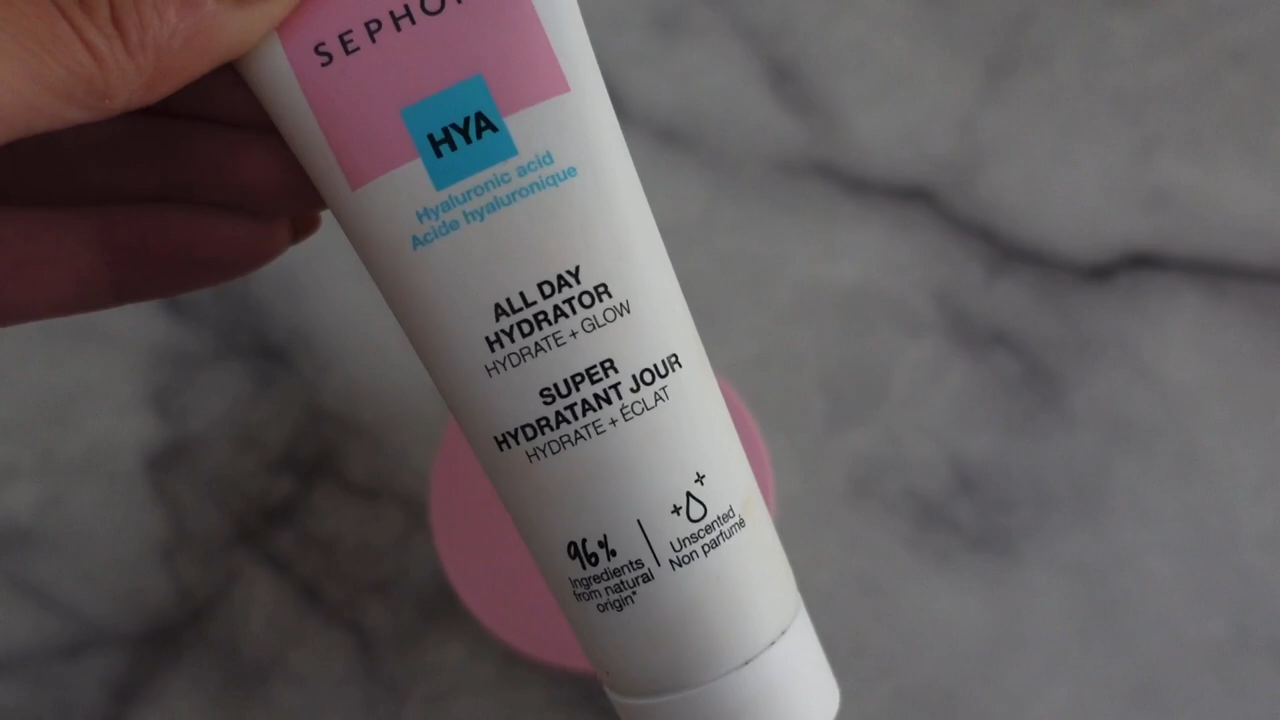 HYA
Hyaluronic acid
Acide hyaluronique
ALL DAY
HYDRATOR
HYDRATE + GLOW
SUPER
HYDRATANT JOUR
HYDRATE + ÉCLAT
96%
Ingredients
from natural
origin*
Unscented
Non parfumé